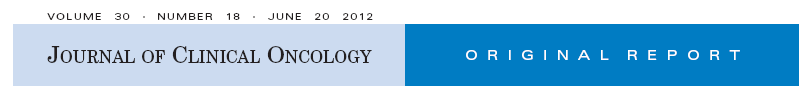 VOLUME 30 · NUMBER 18 · JUNE 20 2012
JOURNAL OF CLINICAL ONCOLOGY
ORIGINAL REPORT